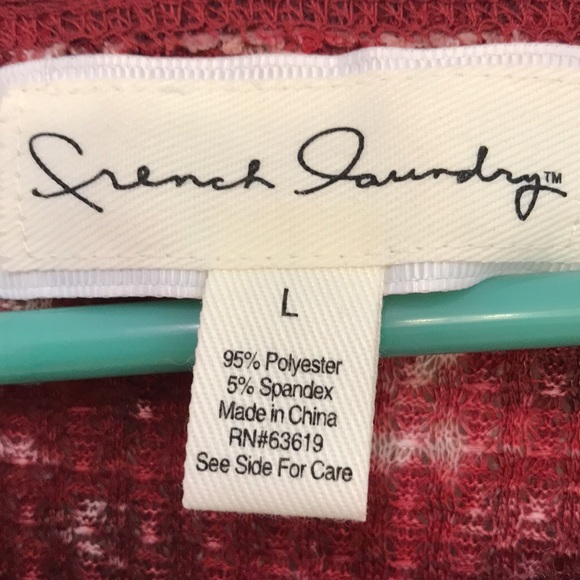 French Laundry™
L
95% Polyester
5% Spandex
Made in China
RN#63619
See Side For Care